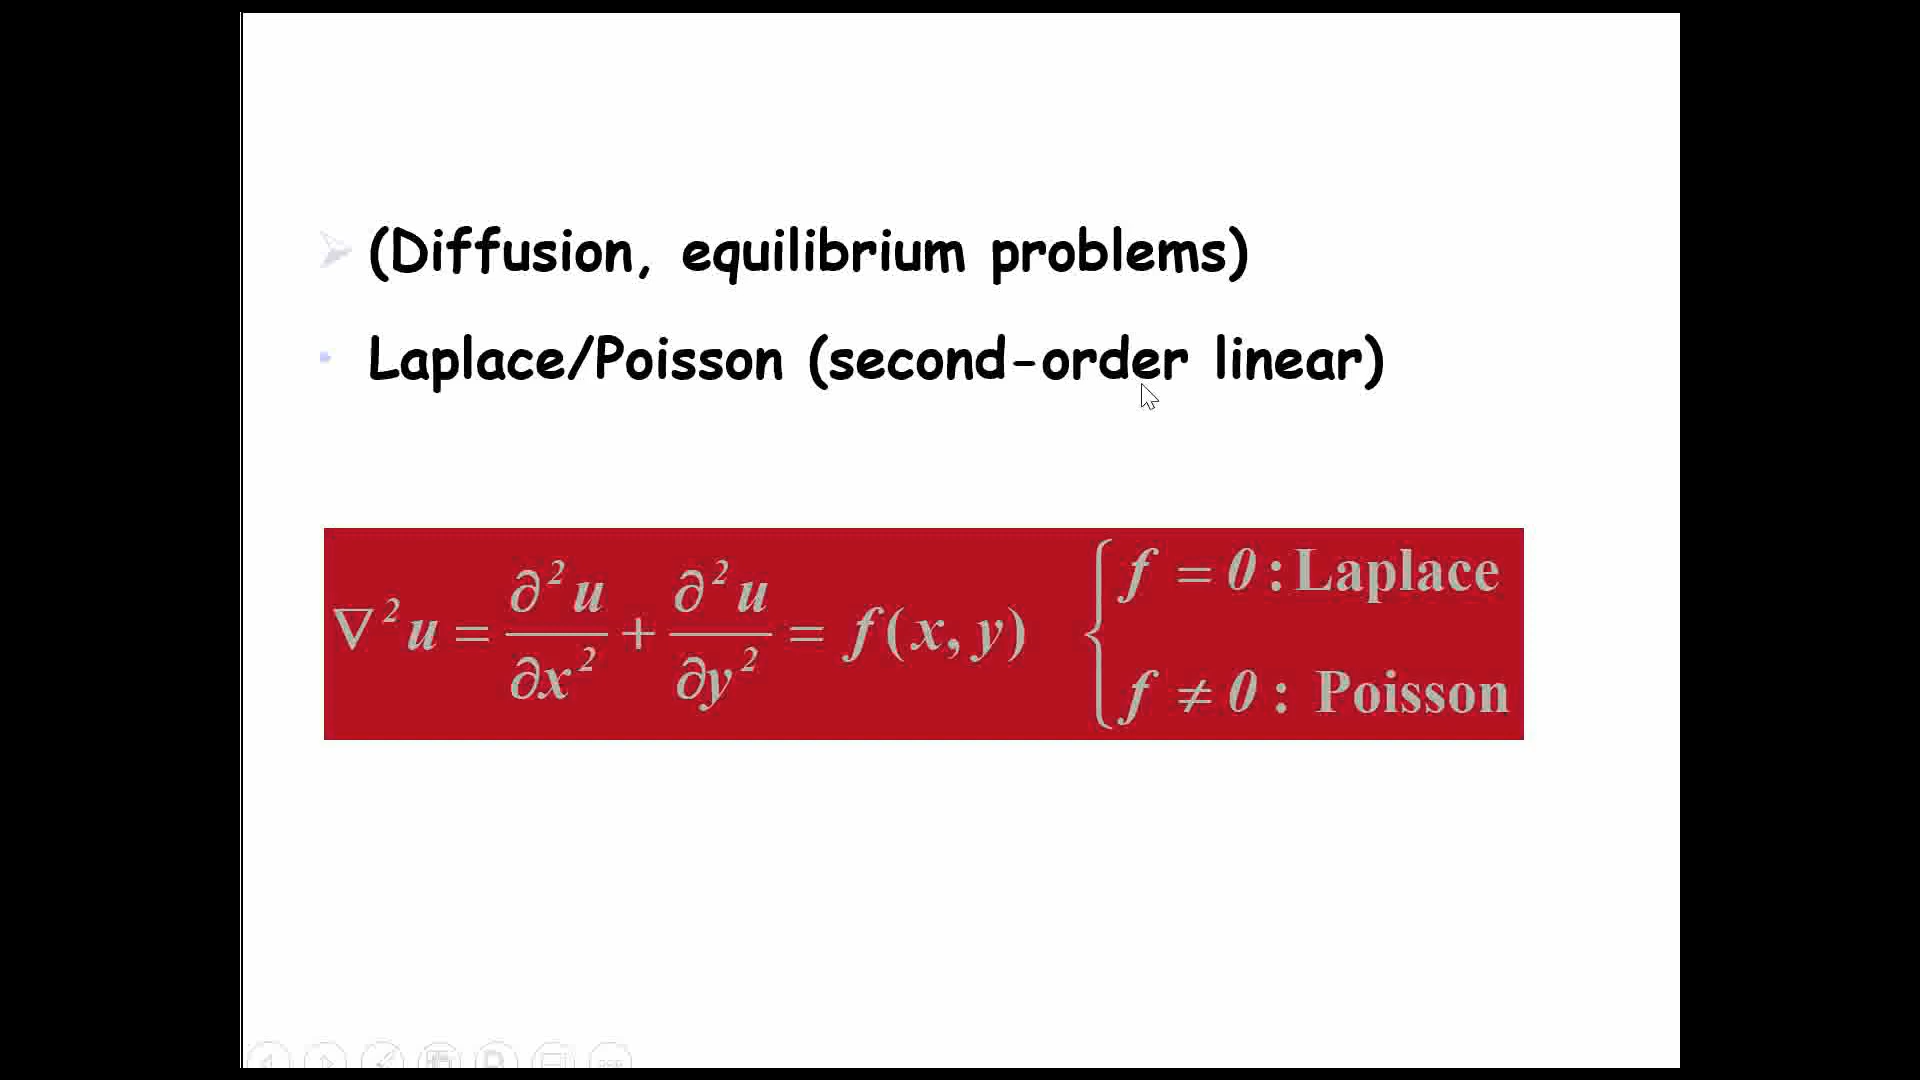 (Diffusion, equilibrium problems)
Laplace/Poisson (second-order linear)
∇²u = ∂²u/∂x² + ∂²u/∂y² = f(x, y) { f = 0 : Laplace
f ≠ 0 : Poisson